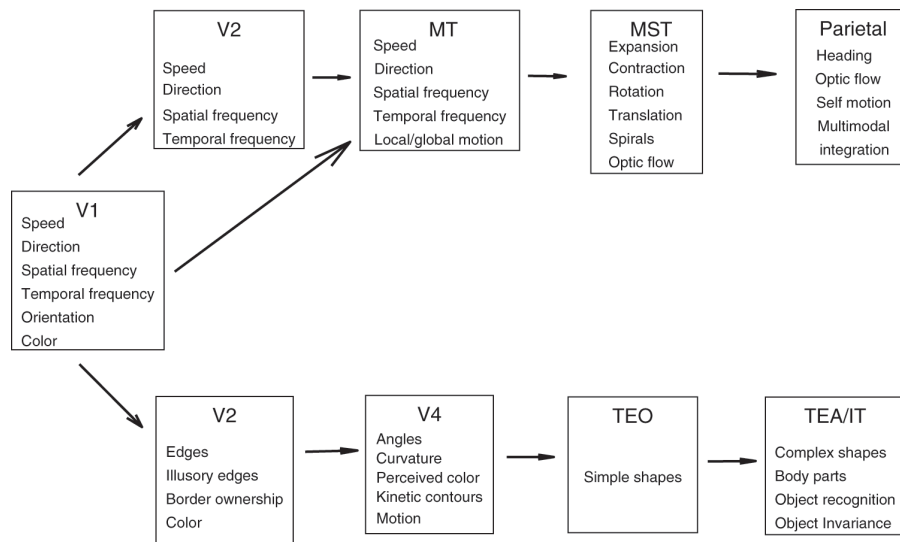 V2
Speed
Direction
Spatial frequency
Temporal frequency
MT
Speed
Direction
Spatial frequency
Temporal frequency
Local/global motion
MST
Expansion
Contraction
Rotation
Translation
Spirals
Optic flow
Parietal
Heading
Optic flow
Self motion
Multimodal
integration
V1
Speed
Direction
Spatial frequency
Temporal frequency
Orientation
Color
V2
Edges
Illusory edges
Border ownership
Color
V4
Angles
Curvature
Perceived color
Kinetic contours
Motion
TEO
Simple shapes
TEA/IT
Complex shapes
Body parts
Object recognition
Object Invariance